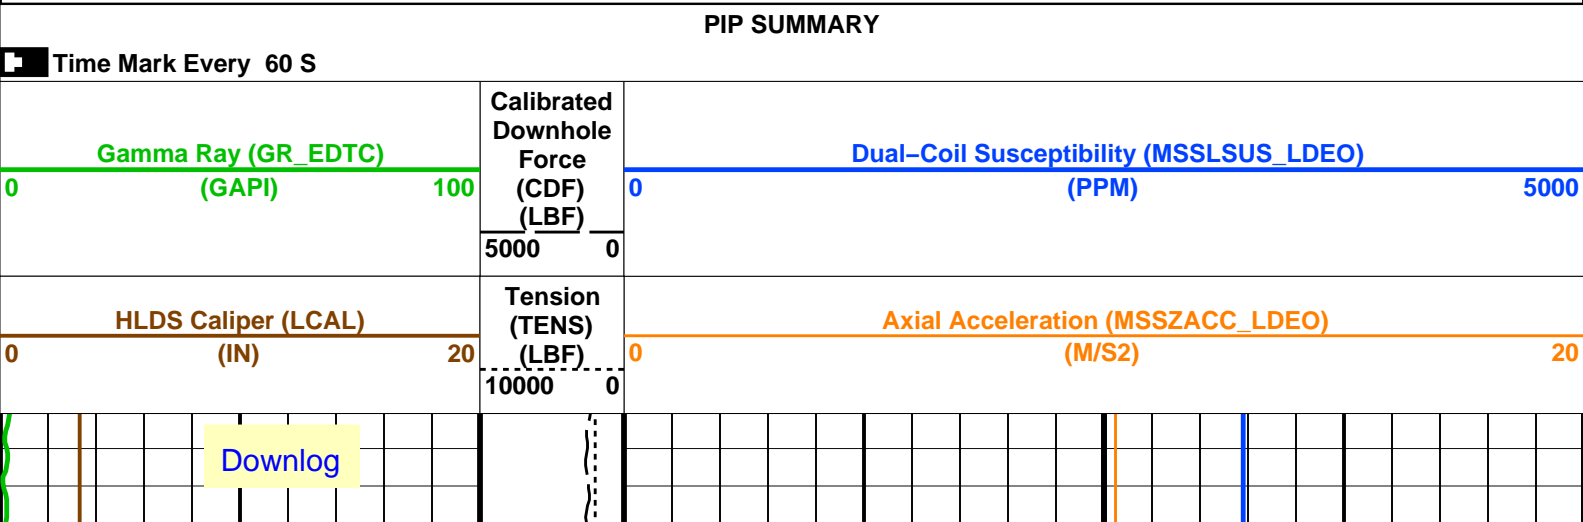 PIP SUMMARY
Time Mark Every 60 S
Gamma Ray (GR_EDTC)
0 (GAPI) 100
Calibrated
Downhole
Force
(CDF)
(LBF)
5000 0
Dual−Coil Susceptibility (MSSLSUS_LDEO)
0 (PPM) 5000
HLDS Caliper (LCAL)
0 (IN) 20
Tension
(TENS)
(LBF)
10000 0
Axial Acceleration (MSSZACC_LDEO)
0 (M/S2) 20
Downlog